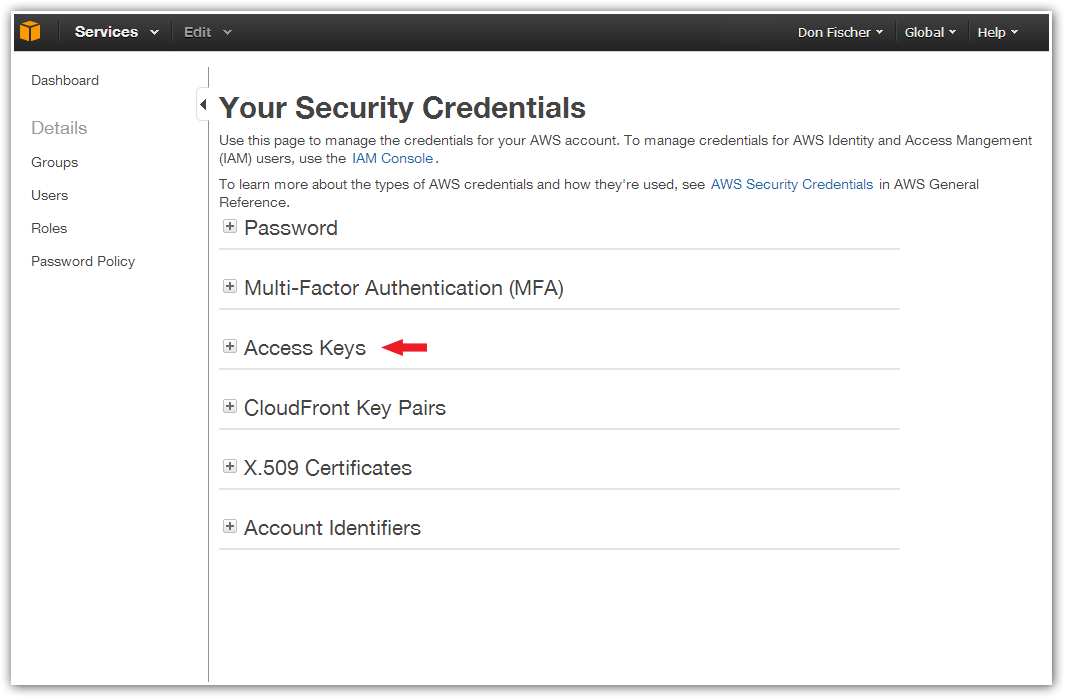 Services Edit Don Fischer Global Help
Dashboard
Details
Groups
Users
Roles
Password Policy
Your Security Credentials
Use this page to manage the credentials for your AWS account. To manage credentials for AWS Identity and Access Mangement
(IAM) users, use the IAM Console.
To learn more about the types of AWS credentials and how they're used, see AWS Security Credentials in AWS General
Reference.
Password
Multi-Factor Authentication (MFA)
Access Keys
CloudFront Key Pairs
X.509 Certificates
Account Identifiers